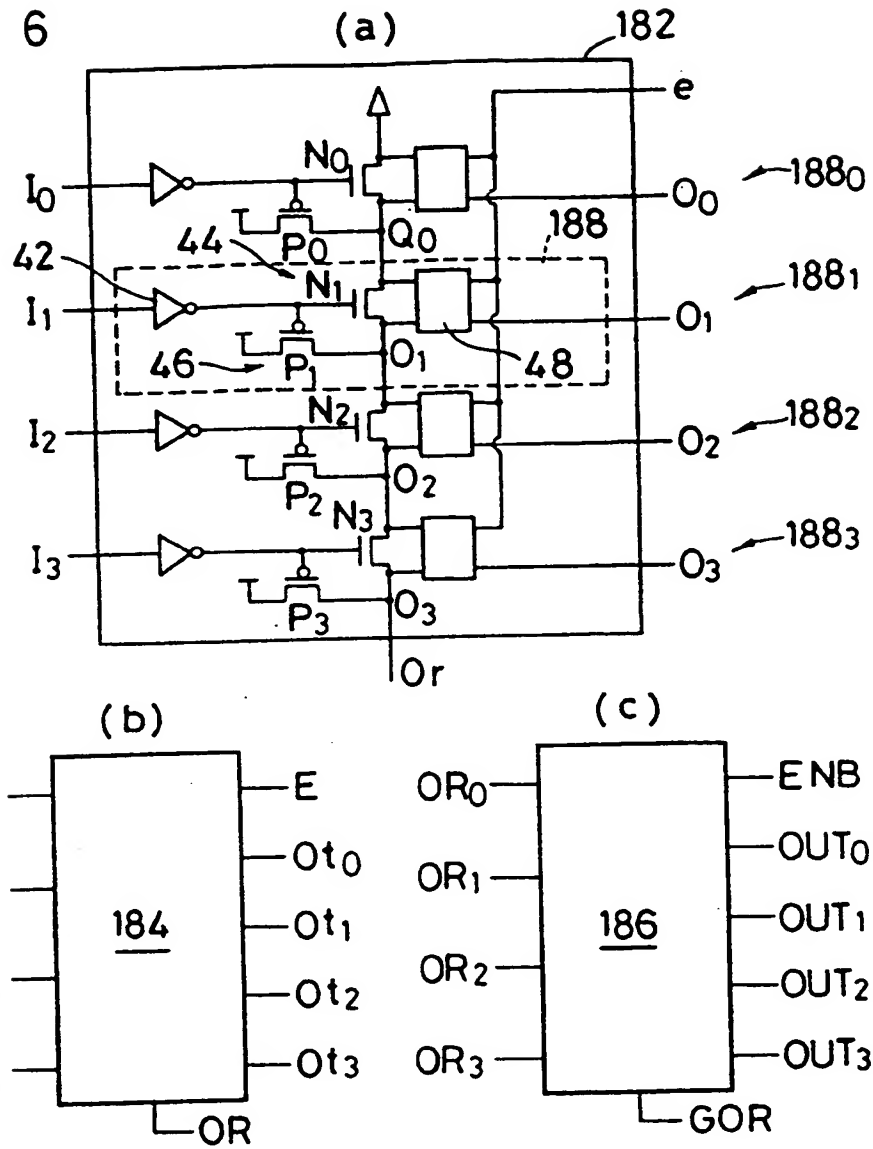 6 (a) 182
e
I₀ N₀ O₀ 188₀
P₀ Q₀ 188
42 44
I₁ N₁ O₁ 188₁
46 P₁ O₁ 48
I₂ N₂ O₂ 188₂
P₂ O₂
I₃ N₃ O₃ 188₃
P₃ O₃
Or
(b) (c)
184
E
Ot₀
Ot₁
Ot₂
Ot₃
OR
186
OR₀
OR₁
OR₂
OR₃
ENB
OUT₀
OUT₁
OUT₂
OUT₃
GOR